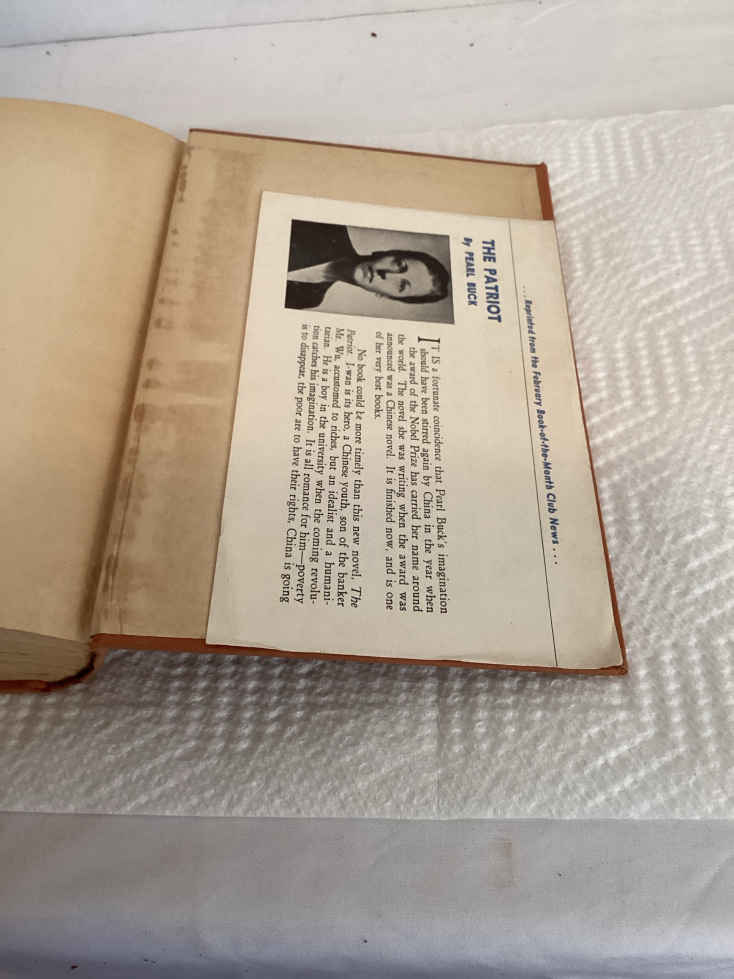 . . . Reprinted from the February Book-of-the-Month Club News . . .
THE PATRIOT
By PEARL BUCK
IT IS a fortunate coincidence that Pearl Buck's imagination
should have been stirred again by China in the year when
the award of the Nobel Prize has carried her name around
the world. The novel she was writing when the award was
announced was a Chinese novel. It is finished now, and is one
of her very best books.
No book could be more timely than this new novel, The
Patriot. I-wan is its hero, a Chinese youth, son of the banker
Mr. Wu, accustomed to riches, but an idealist and a humani-
tarian. He is a boy in the university when the coming revolu-
tion catches his imagination. It is all romance for him—poverty
is to disappear, the poor are to have their rights, China is going